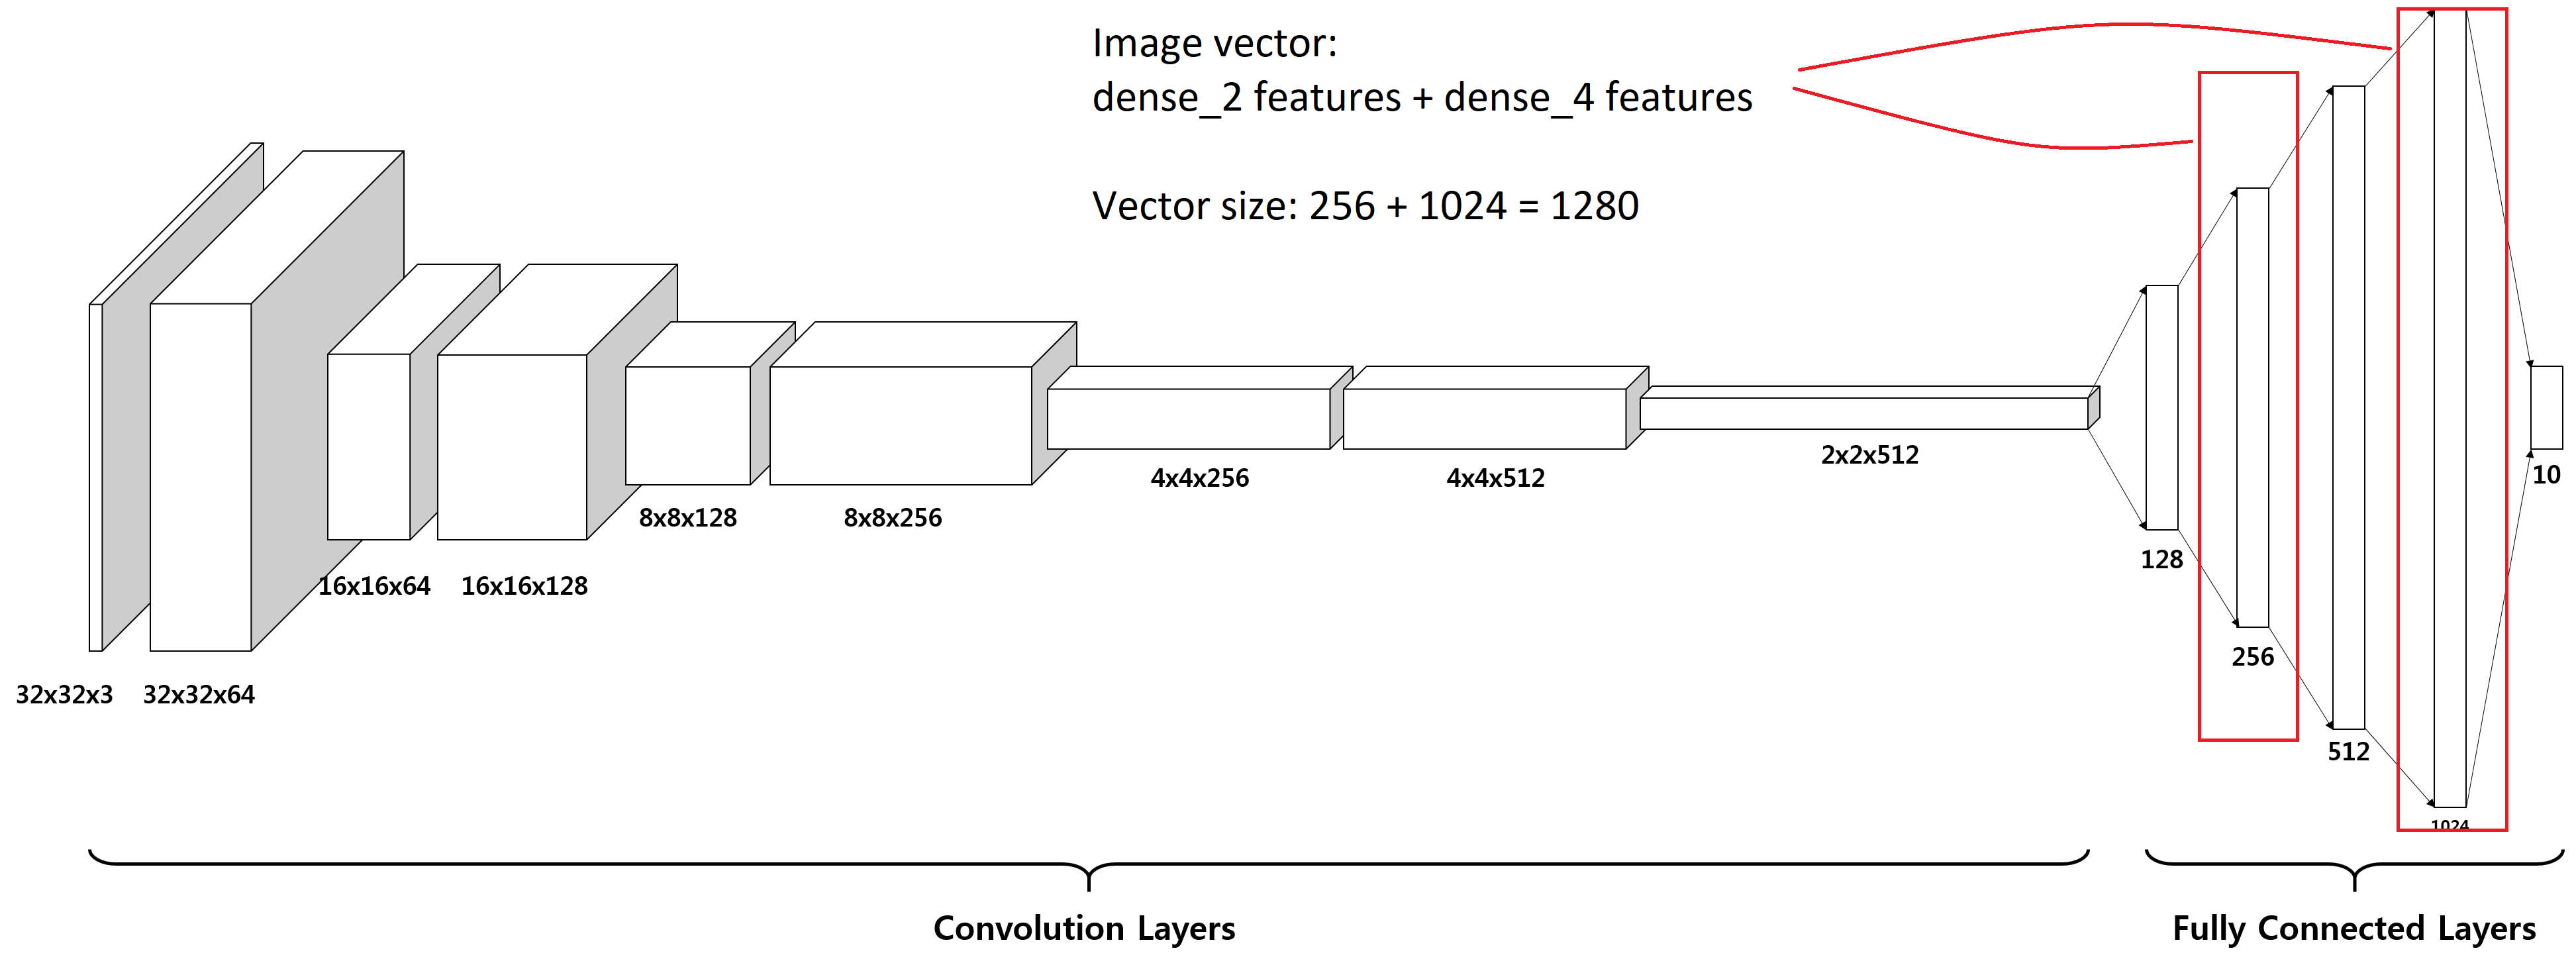 Image vector:
dense_2 features + dense_4 features
Vector size: 256 + 1024 = 1280
32x32x3
32x32x64
16x16x64
16x16x128
8x8x128
8x8x256
4x4x256
4x4x512
2x2x512
128
256
512
1024
10
Convolution Layers
Fully Connected Layers